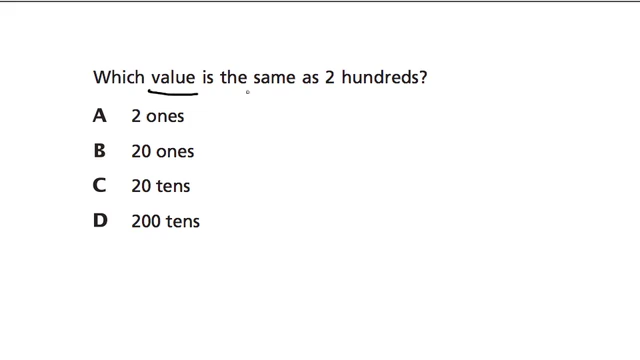 Which value is the same as 2 hundreds?
A 2 ones
B 20 ones
C 20 tens
D 200 tens